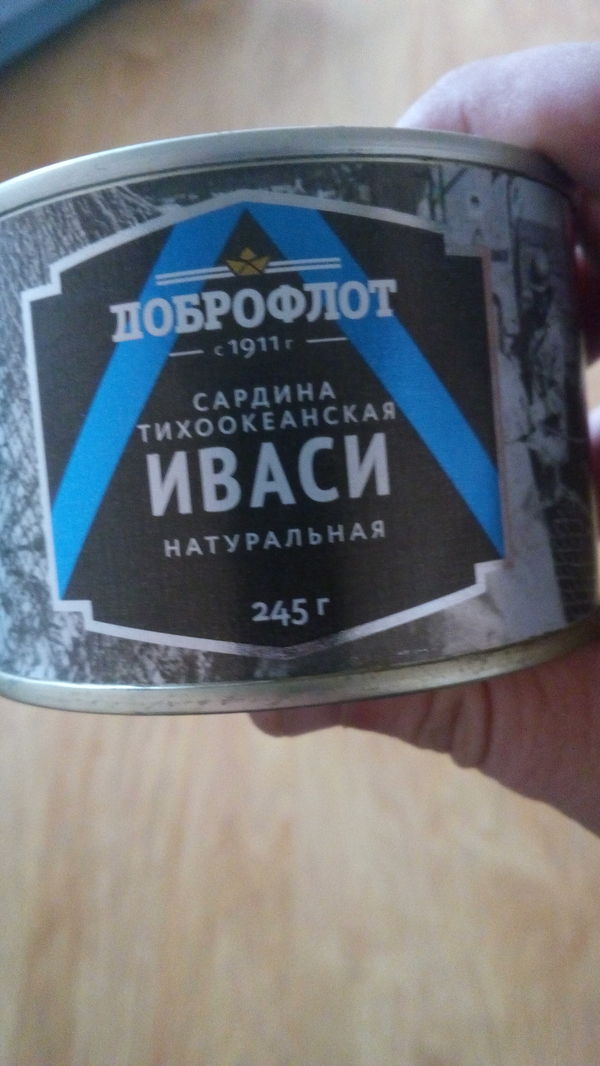 ДОБРОФЛОТ
с 1911 г
САРДИНА
ТИХООКЕАНСКАЯ
ИВАСИ
НАТУРАЛЬНАЯ
245 г